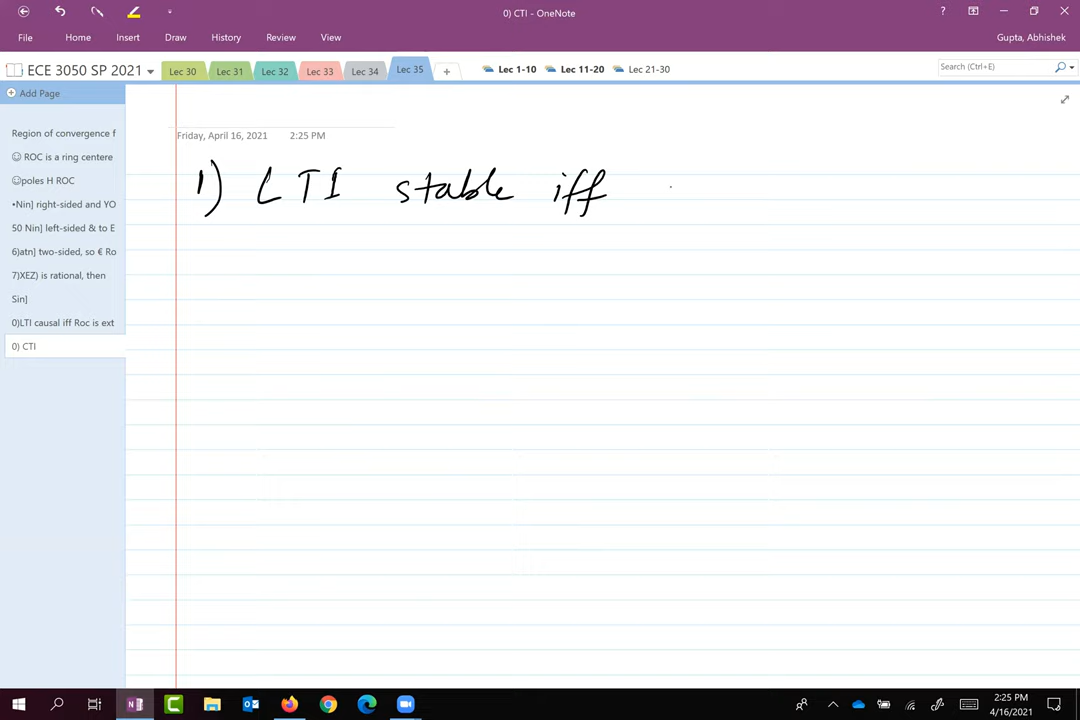 0) CTI - OneNote
?
File Home Insert Draw History Review View
Gupta, Abhishek
ECE 3050 SP 2021
Lec 30 Lec 31 Lec 32 Lec 33 Lec 34 Lec 35 +
Lec 1-10 Lec 11-20 Lec 21-30
Search (Ctrl+E)
Add Page
Region of convergence f
ROC is a ring centere
poles H ROC
•Nin] right-sided and YO
50 Nin] left-sided & to E
6)atn] two-sided, so € Ro
7)XEZ) is rational, then
Sin]
0)LTI causal iff Roc is ext
0) CTI
Friday, April 16, 2021 2:25 PM
1) LTI stable iff
2:25 PM
4/16/2021